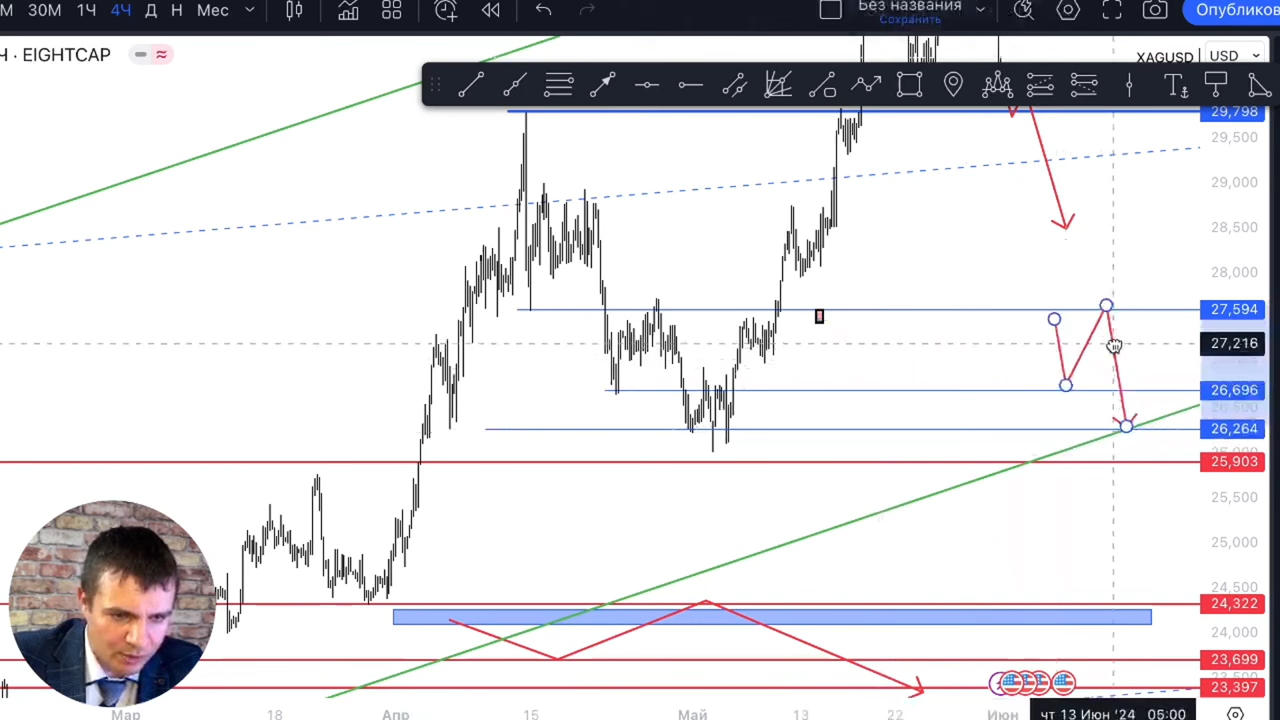 М 30М 1Ч 4Ч Д Н Мес
Без названия
Сохранить
Опубликов
Ч · EIGHTCAP
XAGUSD
USD
29,798
29,500
29,000
28,500
28,000
27,594
27,216
26,696
26,264
25,903
25,500
25,000
24,500
24,322
24,000
23,699
23,397
Мар 18 Апр 15 Май 13 22 Июн
чт 13 Июн '24 05:00